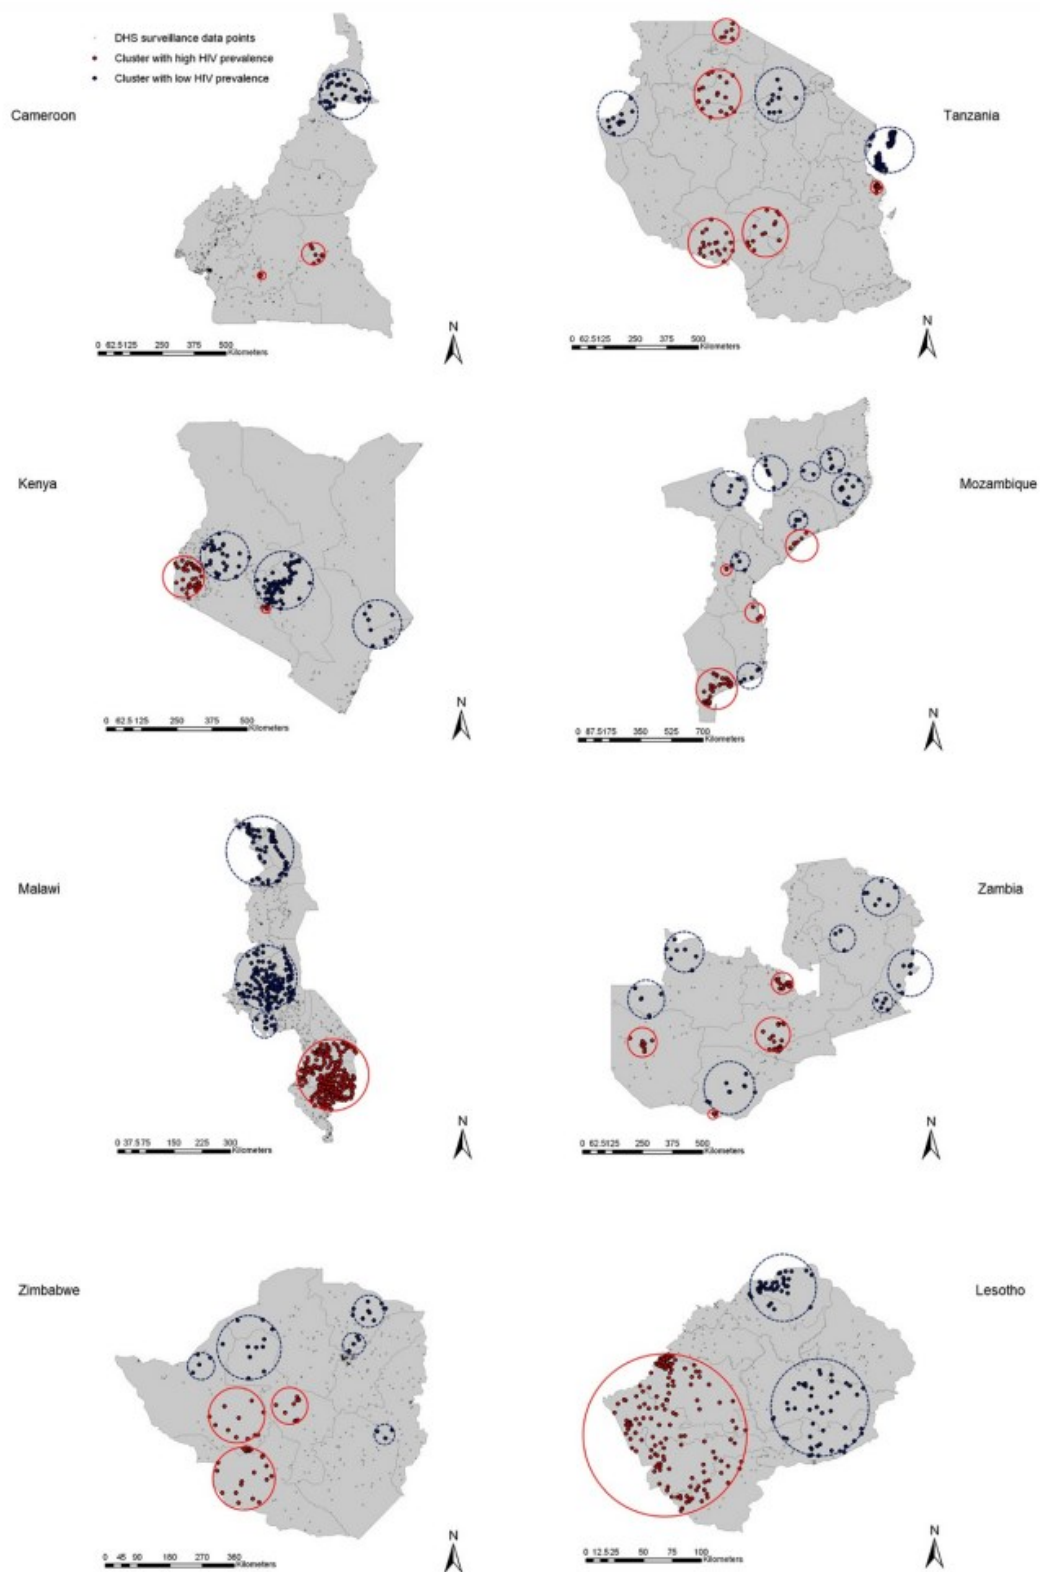 DHS surveillance data points
Cluster with high HIV prevalence
Cluster with low HIV prevalence
Cameroon
Tanzania
N
0 62.5125 250 375 500
Kilometers
N
0 62.5125 250 375 500
Kilometers
Kenya
Mozambique
N
0 62.5 125 250 375 500
Kilometers
N
0 87.5175 350 525 700
Kilometers
Malawi
Zambia
N
0 37.575 150 225 300
Kilometers
N
0 62.5125 250 375 500
Kilometers
Zimbabwe
Lesotho
N
0 45 90 180 270 360
Kilometers
N
0 12.525 50 75 100
Kilometers